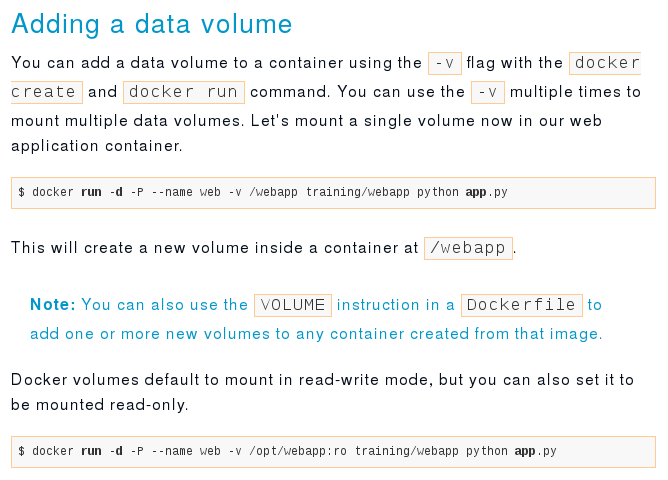 Adding a data volume
You can add a data volume to a container using the -v flag with the docker
create and docker run command. You can use the -v multiple times to
mount multiple data volumes. Let's mount a single volume now in our web
application container.
$ docker run -d -P --name web -v /webapp training/webapp python app.py
This will create a new volume inside a container at /webapp.
Note: You can also use the VOLUME instruction in a Dockerfile to
add one or more new volumes to any container created from that image.
Docker volumes default to mount in read-write mode, but you can also set it to
be mounted read-only.
$ docker run -d -P --name web -v /opt/webapp:ro training/webapp python app.py